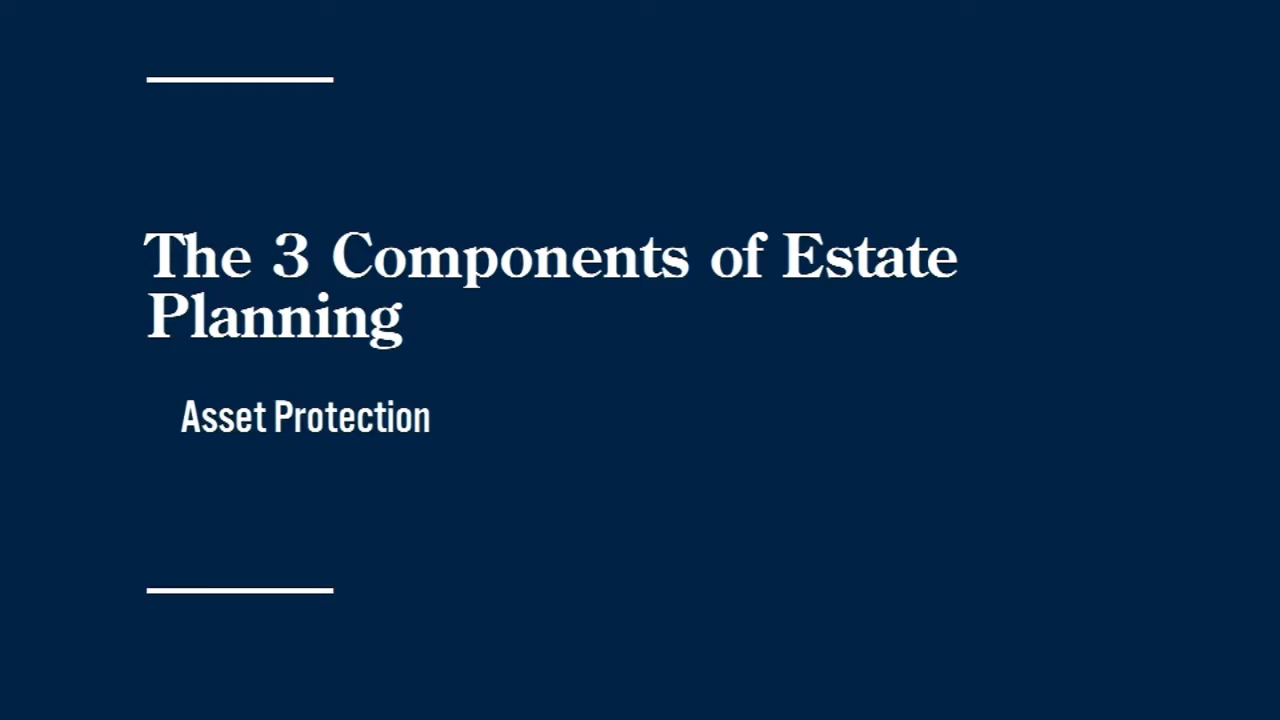 The 3 Components of Estate
Planning
Asset Protection